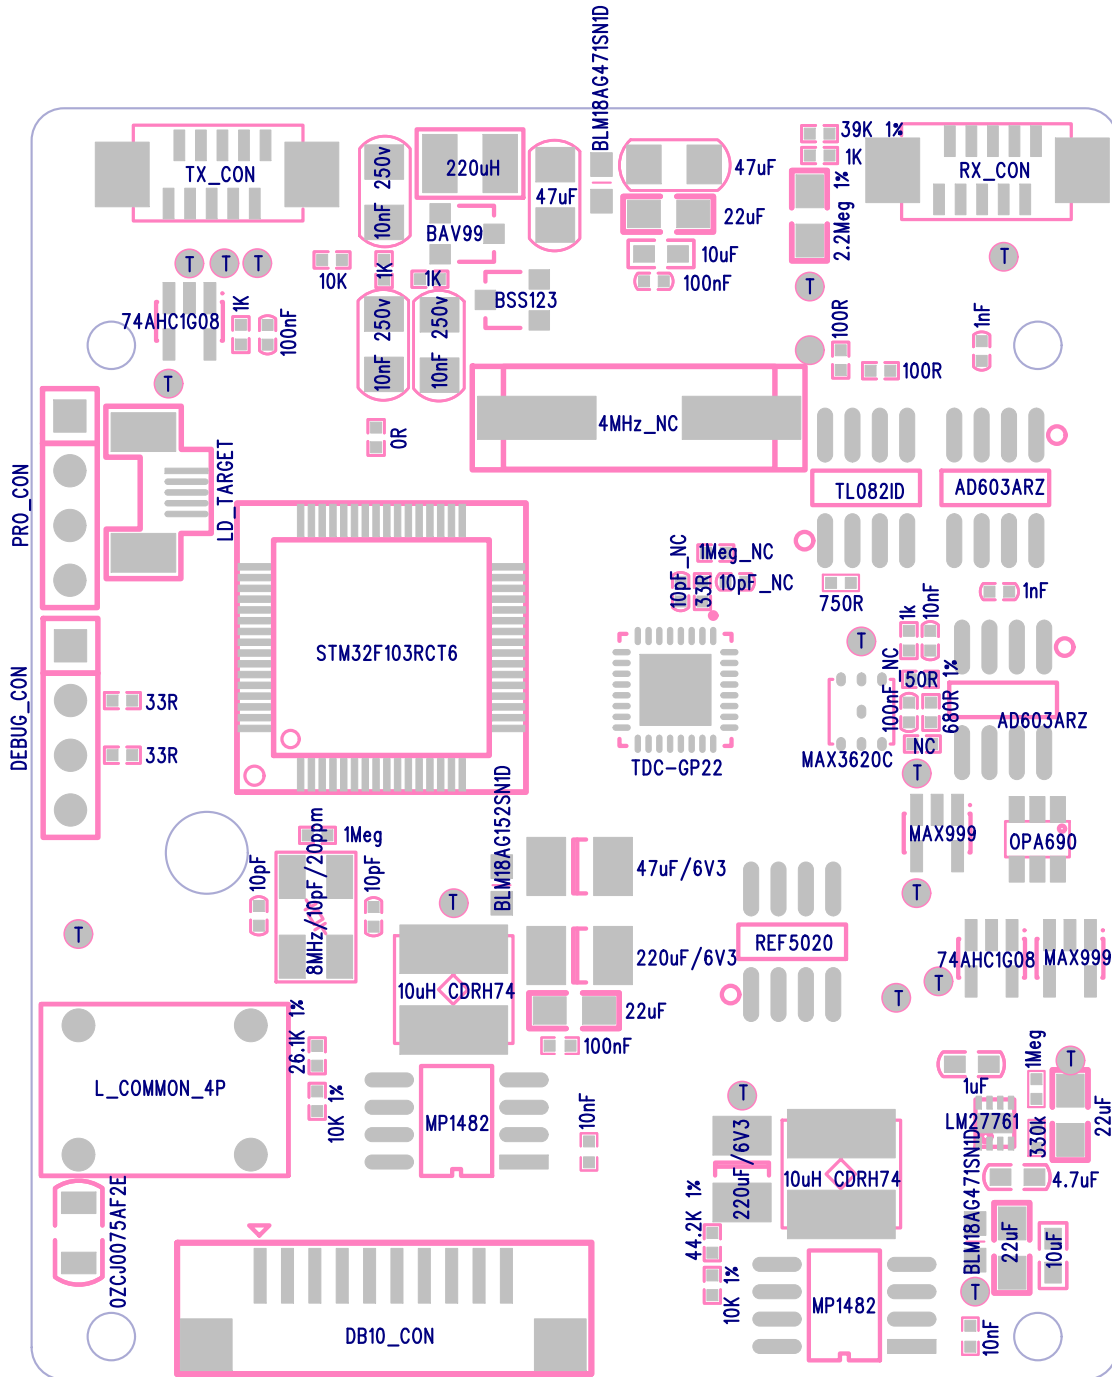 BLM18AG471SN1D
39K 1%
1K
TX_CON
10nF 250v
220uH
47uF
47uF
22uF
2.2Meg 1%
RX_CON
BAV99
10uF
100nF
T
T
T
10K
1K
1K
BSS123
T
T
74AHC1G08
1K
100nF
10nF 250v
10nF 250v
100R
100R
1nF
T
0R
4MHz_NC
PRO_CON
LD_TARGET
TL082ID
AD603ARZ
10pF_NC
1Meg_NC
33R
10pF_NC
750R
1nF
1k
10nF
T
STM32F103RCT6
100nF_NC
50R 1%
680R
AD603ARZ
NC
DEBUG_CON
33R
33R
TDC-GP22
MAX3620C
T
BLM18AG152SN1D
1Meg
8MHz/10pF/20ppm
10pF
10pF
47uF/6V3
MAX999
OPA690
T
T
T
220uF/6V3
REF5020
74AHC1G08
MAX999
T
T
10uH CDRH74
22uF
100nF
26.1K 1%
10K 1%
L_COMMON_4P
MP1482
10nF
T
1uF
1Meg
T
22uF
LM27761
330k
220uF/6V3
10uH CDRH74
4.7uF
OZCJ0075AF2E
44.2K 1%
10K 1%
BLM18AG471SN1D
22uF
10uF
T
MP1482
DB10_CON
10nF